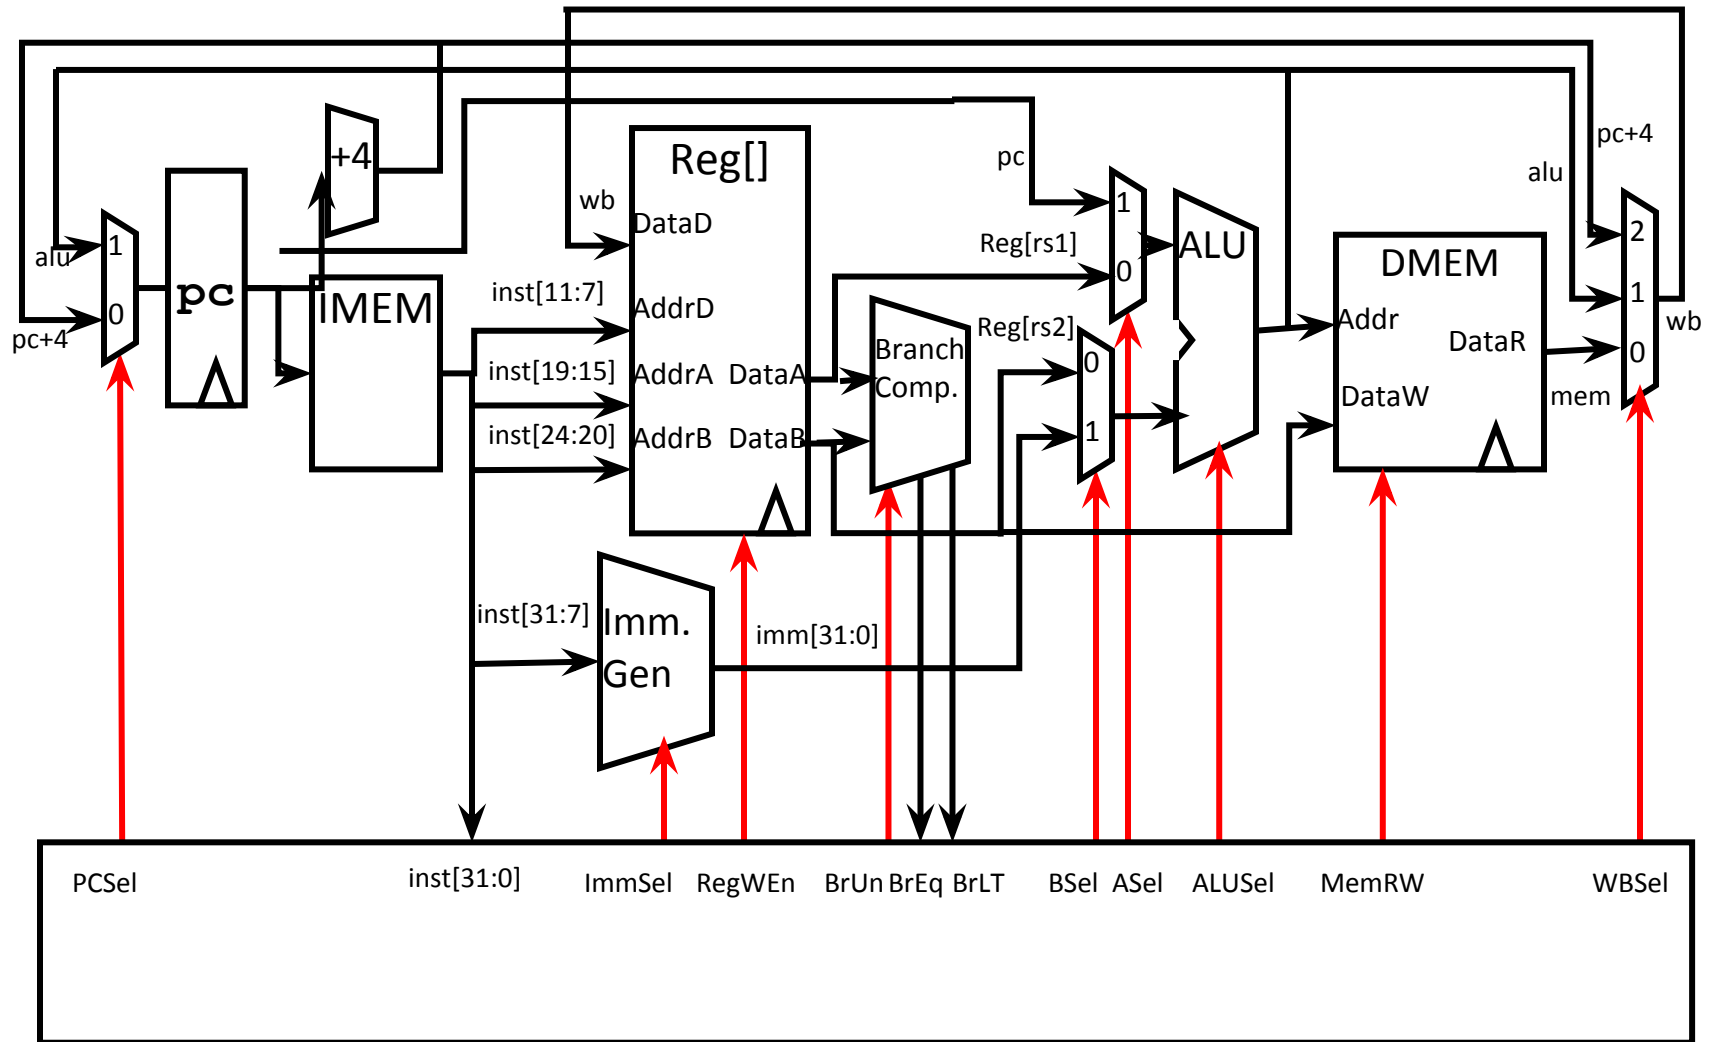 pc+4
alu
+4
Reg[]
pc
1
wb
DataD
alu
1
pc
0
pc+4
IMEM
inst[11:7]
AddrD
inst[19:15]
AddrA
DataA
inst[24:20]
AddrB
DataB
Reg[rs1]
1
0
ALU
Reg[rs2]
0
1
Branch
Comp.
DMEM
Addr
DataR
DataW
2
1
0
wb
mem
inst[31:7]
Imm.
Gen
imm[31:0]
PCSel
inst[31:0]
ImmSel
RegWEn
BrUn
BrEq
BrLT
BSel
ASel
ALUSel
MemRW
WBSel